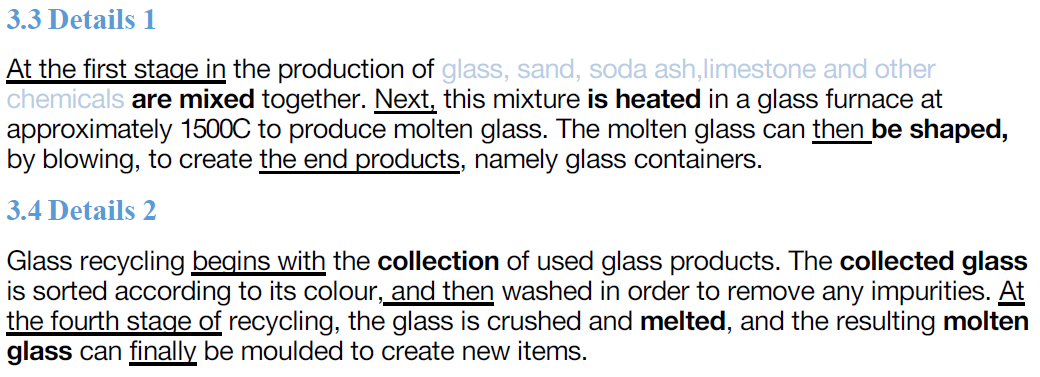 3.3 Details 1
At the first stage in the production of glass, sand, soda ash,limestone and other
chemicals are mixed together. Next, this mixture is heated in a glass furnace at
approximately 1500C to produce molten glass. The molten glass can then be shaped,
by blowing, to create the end products, namely glass containers.
3.4 Details 2
Glass recycling begins with the collection of used glass products. The collected glass
is sorted according to its colour, and then washed in order to remove any impurities. At
the fourth stage of recycling, the glass is crushed and melted, and the resulting molten
glass can finally be moulded to create new items.